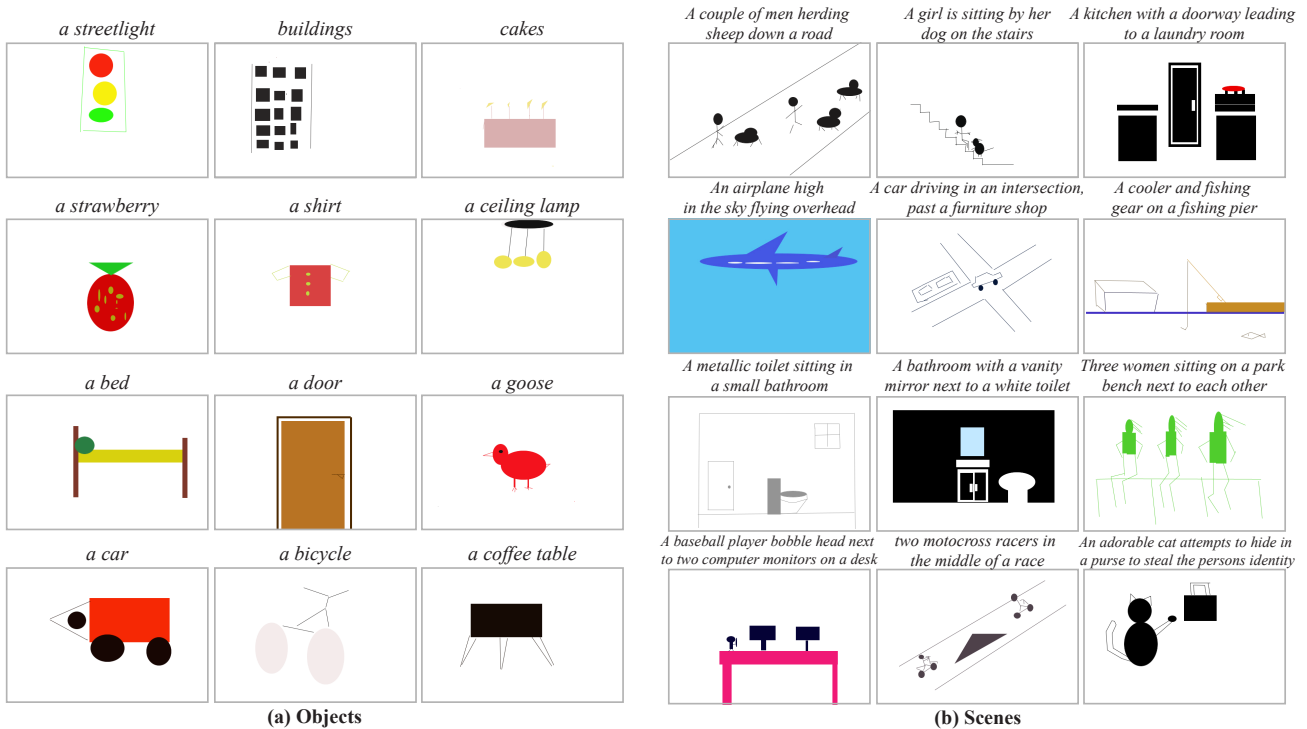 a streetlight
buildings
cakes
a strawberry
a shirt
a ceiling lamp
a bed
a door
a goose
a car
a bicycle
a coffee table
(a) Objects
A couple of men herding
sheep down a road
A girl is sitting by her
dog on the stairs
A kitchen with a doorway leading
to a laundry room
An airplane high
in the sky flying overhead
A car driving in an intersection,
past a furniture shop
A cooler and fishing
gear on a fishing pier
A metallic toilet sitting in
a small bathroom
A bathroom with a vanity
mirror next to a white toilet
Three women sitting on a park
bench next to each other
A baseball player bobble head next
to two computer monitors on a desk
two motocross racers in
the middle of a race
An adorable cat attempts to hide in
a purse to steal the persons identity
(b) Scenes